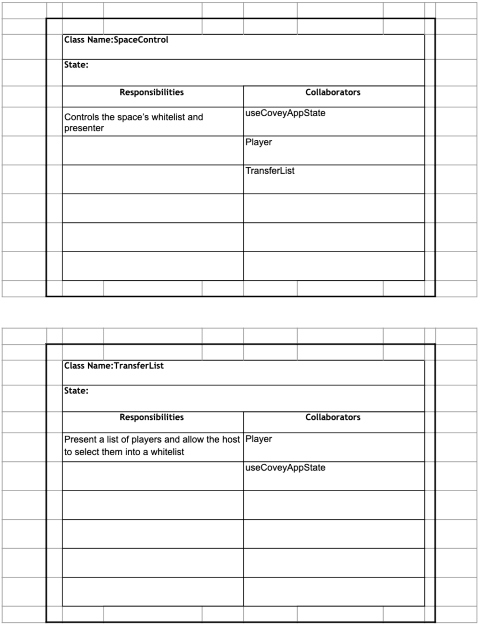 Class Name:SpaceControl
State:
Responsibilities
Collaborators
Controls the space's whitelist and
presenter
useCoveyAppState
Player
TransferList
Class Name:TransferList
State:
Responsibilities
Collaborators
Present a list of players and allow the host
to select them into a whitelist
Player
useCoveyAppState